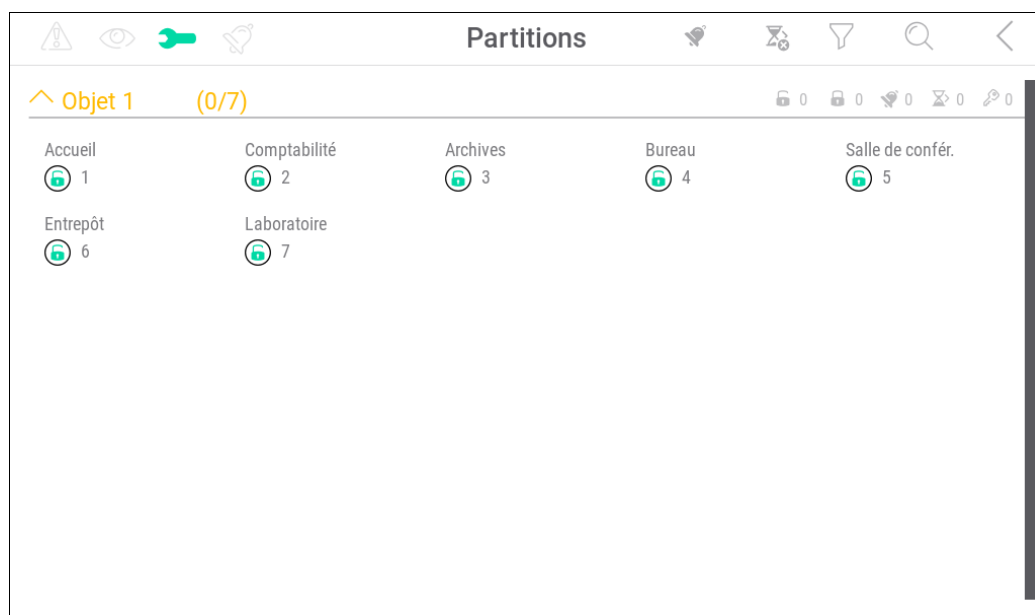 Partitions
Objet 1 (0/7) 0 0 0 0 0
Accueil Comptabilité Archives Bureau Salle de confér.
1 2 3 4 5
Entrepôt Laboratoire
6 7